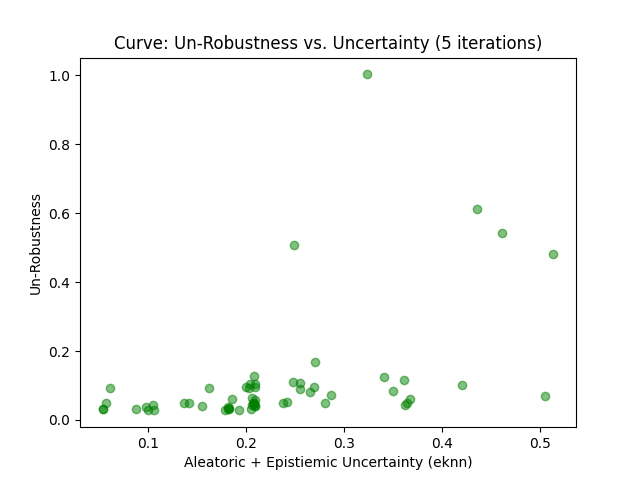 Curve: Un-Robustness vs. Uncertainty (5 iterations)
1.0
0.8
0.6
0.4
0.2
0.0
Un-Robustness
0.1 0.2 0.3 0.4 0.5
Aleatoric + Epistiemic Uncertainty (eknn)